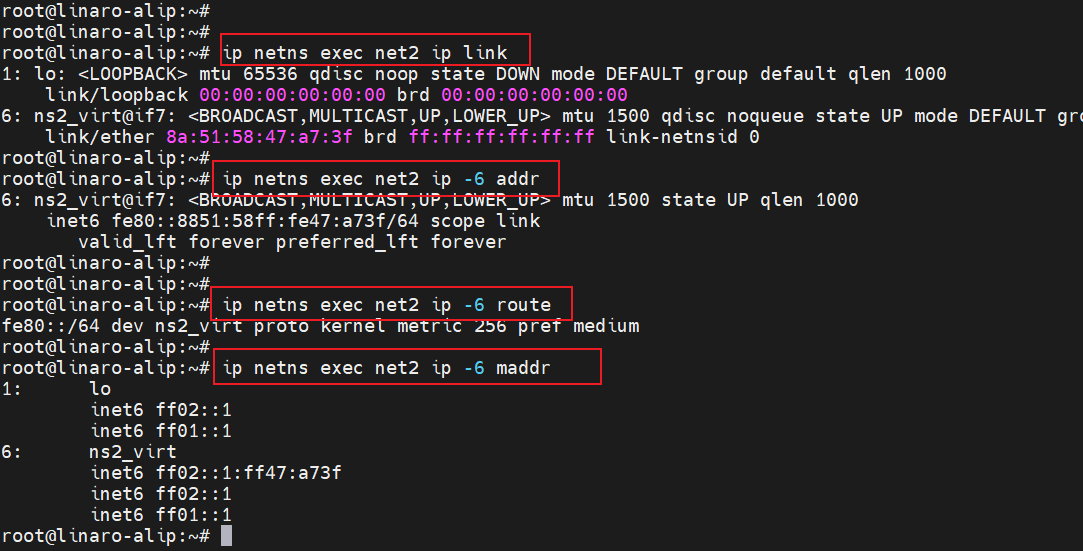 root@linaro-alip:~#
root@linaro-alip:~#
root@linaro-alip:~# ip netns exec net2 ip link
1: lo: <LOOPBACK> mtu 65536 qdisc noop state DOWN mode DEFAULT group default qlen 1000
    link/loopback 00:00:00:00:00:00 brd 00:00:00:00:00:00
6: ns2_virt@if7: <BROADCAST,MULTICAST,UP,LOWER_UP> mtu 1500 qdisc noqueue state UP mode DEFAULT gro
    link/ether 8a:51:58:47:a7:3f brd ff:ff:ff:ff:ff:ff link-netnsid 0
root@linaro-alip:~#
root@linaro-alip:~# ip netns exec net2 ip -6 addr
6: ns2_virt@if7: <BROADCAST,MULTICAST,UP,LOWER_UP> mtu 1500 state UP qlen 1000
    inet6 fe80::8851:58ff:fe47:a73f/64 scope link
       valid_lft forever preferred_lft forever
root@linaro-alip:~#
root@linaro-alip:~#
root@linaro-alip:~# ip netns exec net2 ip -6 route
fe80::/64 dev ns2_virt proto kernel metric 256 pref medium
root@linaro-alip:~#
root@linaro-alip:~# ip netns exec net2 ip -6 maddr
1:      lo
        inet6 ff02::1
        inet6 ff01::1
6:      ns2_virt
        inet6 ff02::1:ff47:a73f
        inet6 ff02::1
        inet6 ff01::1
root@linaro-alip:~#